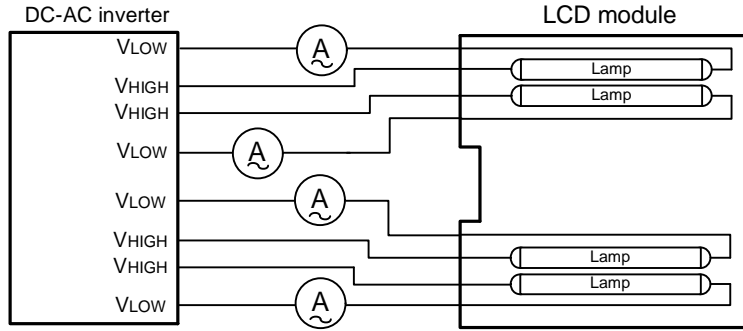 DC-AC inverter
LCD module
VLOW
A
Lamp
VHIGH
Lamp
VHIGH
VLOW
A
VLOW
A
VHIGH
Lamp
VHIGH
Lamp
VLOW
A